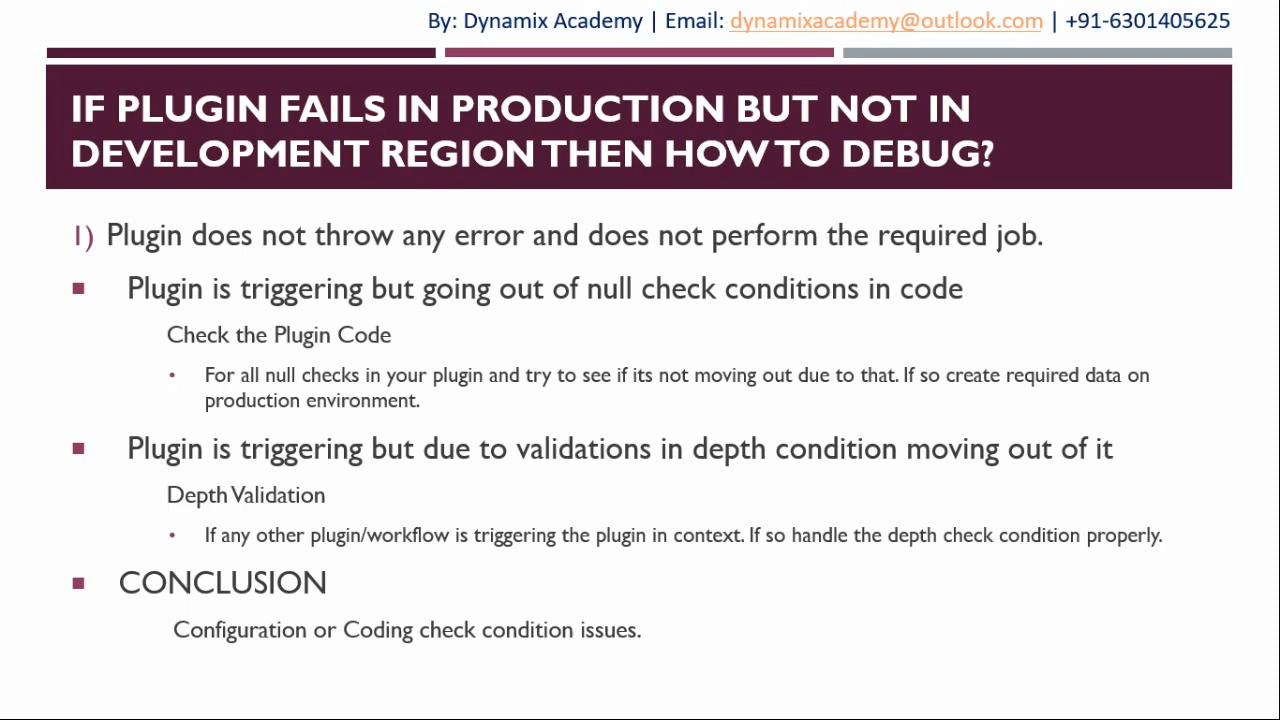 By: Dynamix Academy | Email: dynamixacademy@outlook.com | +91-6301405625
IF PLUGIN FAILS IN PRODUCTION BUT NOT IN
DEVELOPMENT REGION THEN HOW TO DEBUG?
1) Plugin does not throw any error and does not perform the required job.
▪ Plugin is triggering but going out of null check conditions in code
Check the Plugin Code
• For all null checks in your plugin and try to see if its not moving out due to that. If so create required data on
production environment.
▪ Plugin is triggering but due to validations in depth condition moving out of it
Depth Validation
• If any other plugin/workflow is triggering the plugin in context. If so handle the depth check condition properly.
▪ CONCLUSION
Configuration or Coding check condition issues.